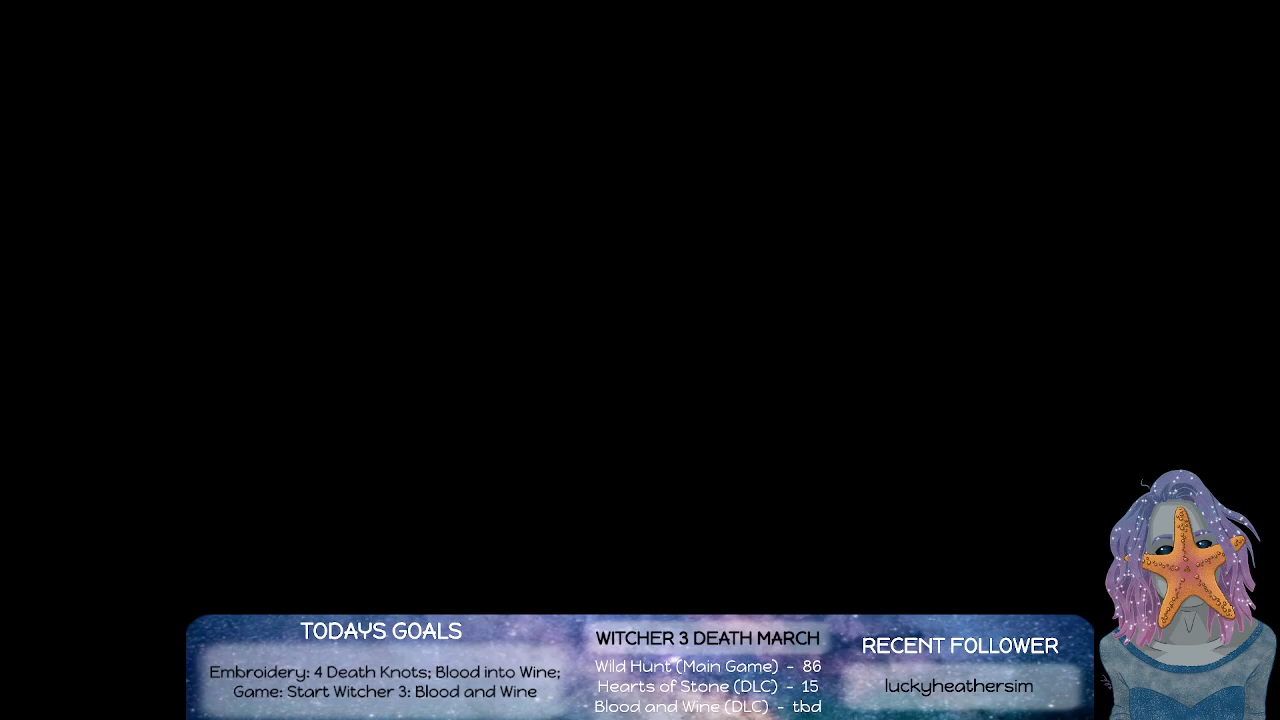 TODAYS GOALS
Embroidery: 4 Death Knots; Blood into Wine;
Game: Start Witcher 3: Blood and Wine
WITCHER 3 DEATH MARCH
Wild Hunt (Main Game) - 86
Hearts of Stone (DLC) - 15
Blood and Wine (DLC) - tbd
RECENT FOLLOWER
luckyheathersim